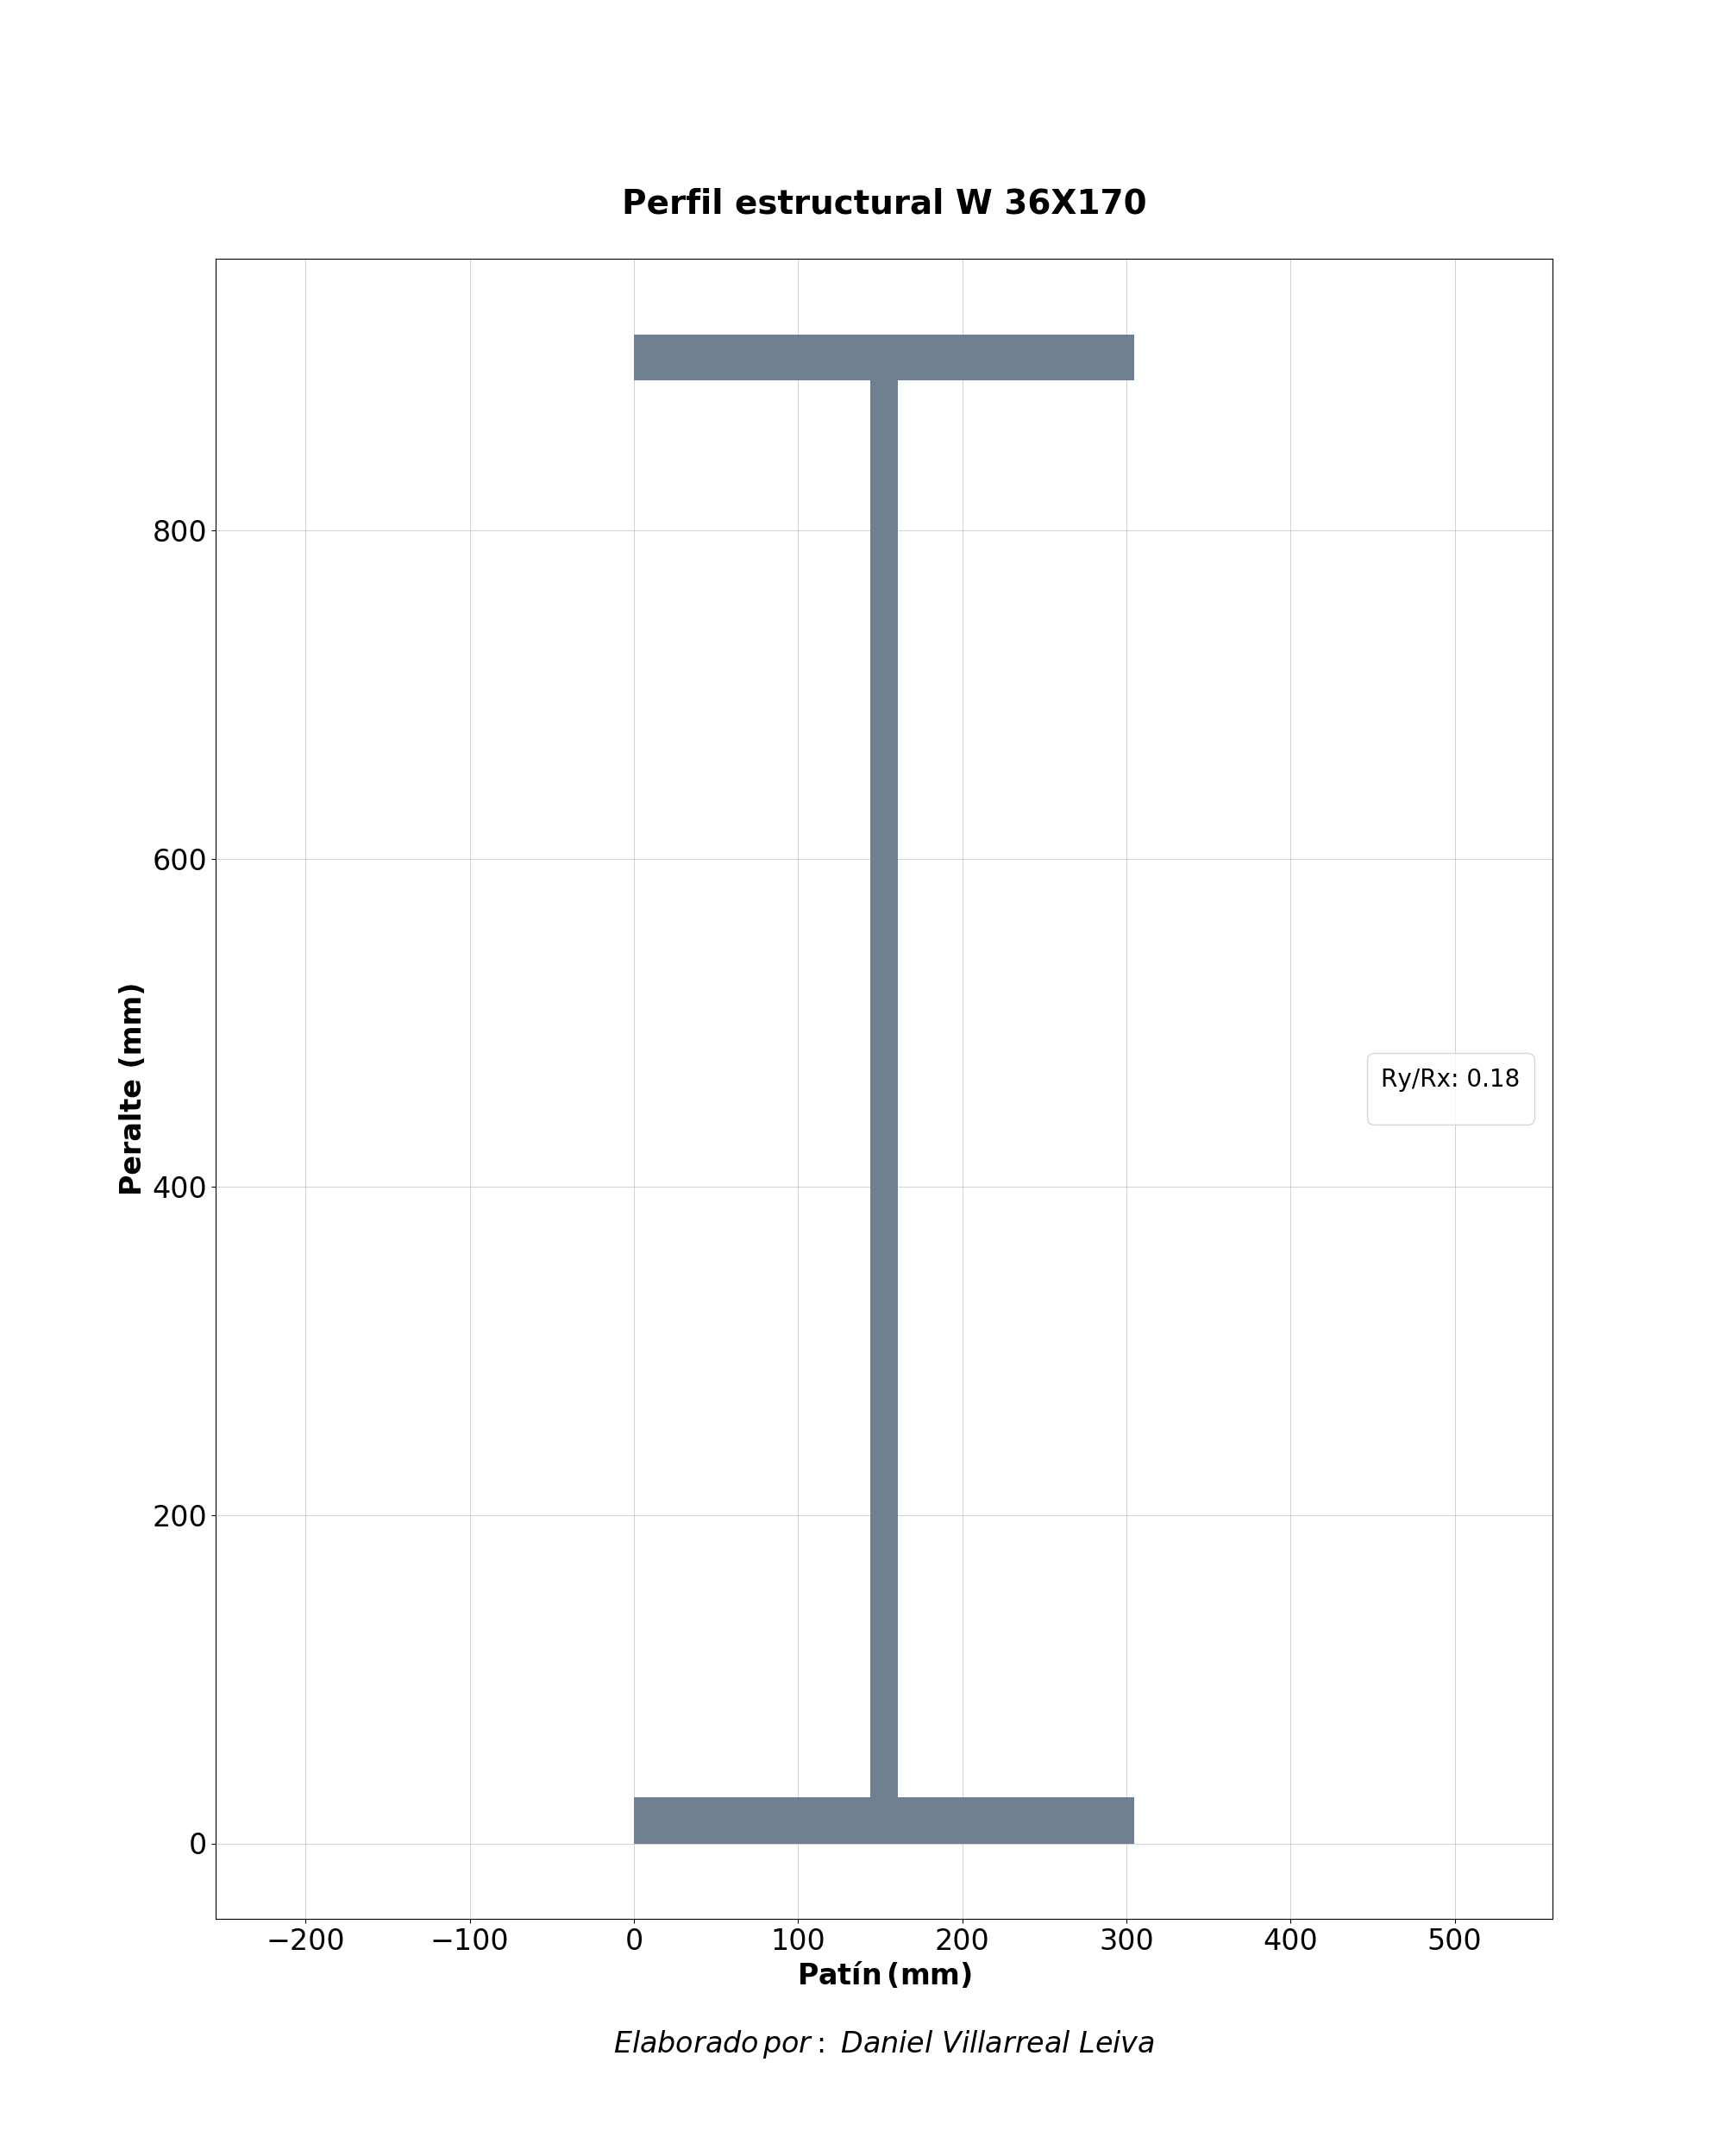 Perfil estructural W 36X170
800
600
400
200
0
Peralte (mm)
Ry/Rx: 0.18
−200 −100 0 100 200 300 400 500
Patín (mm)
Elaborado por: Daniel Villarreal Leiva